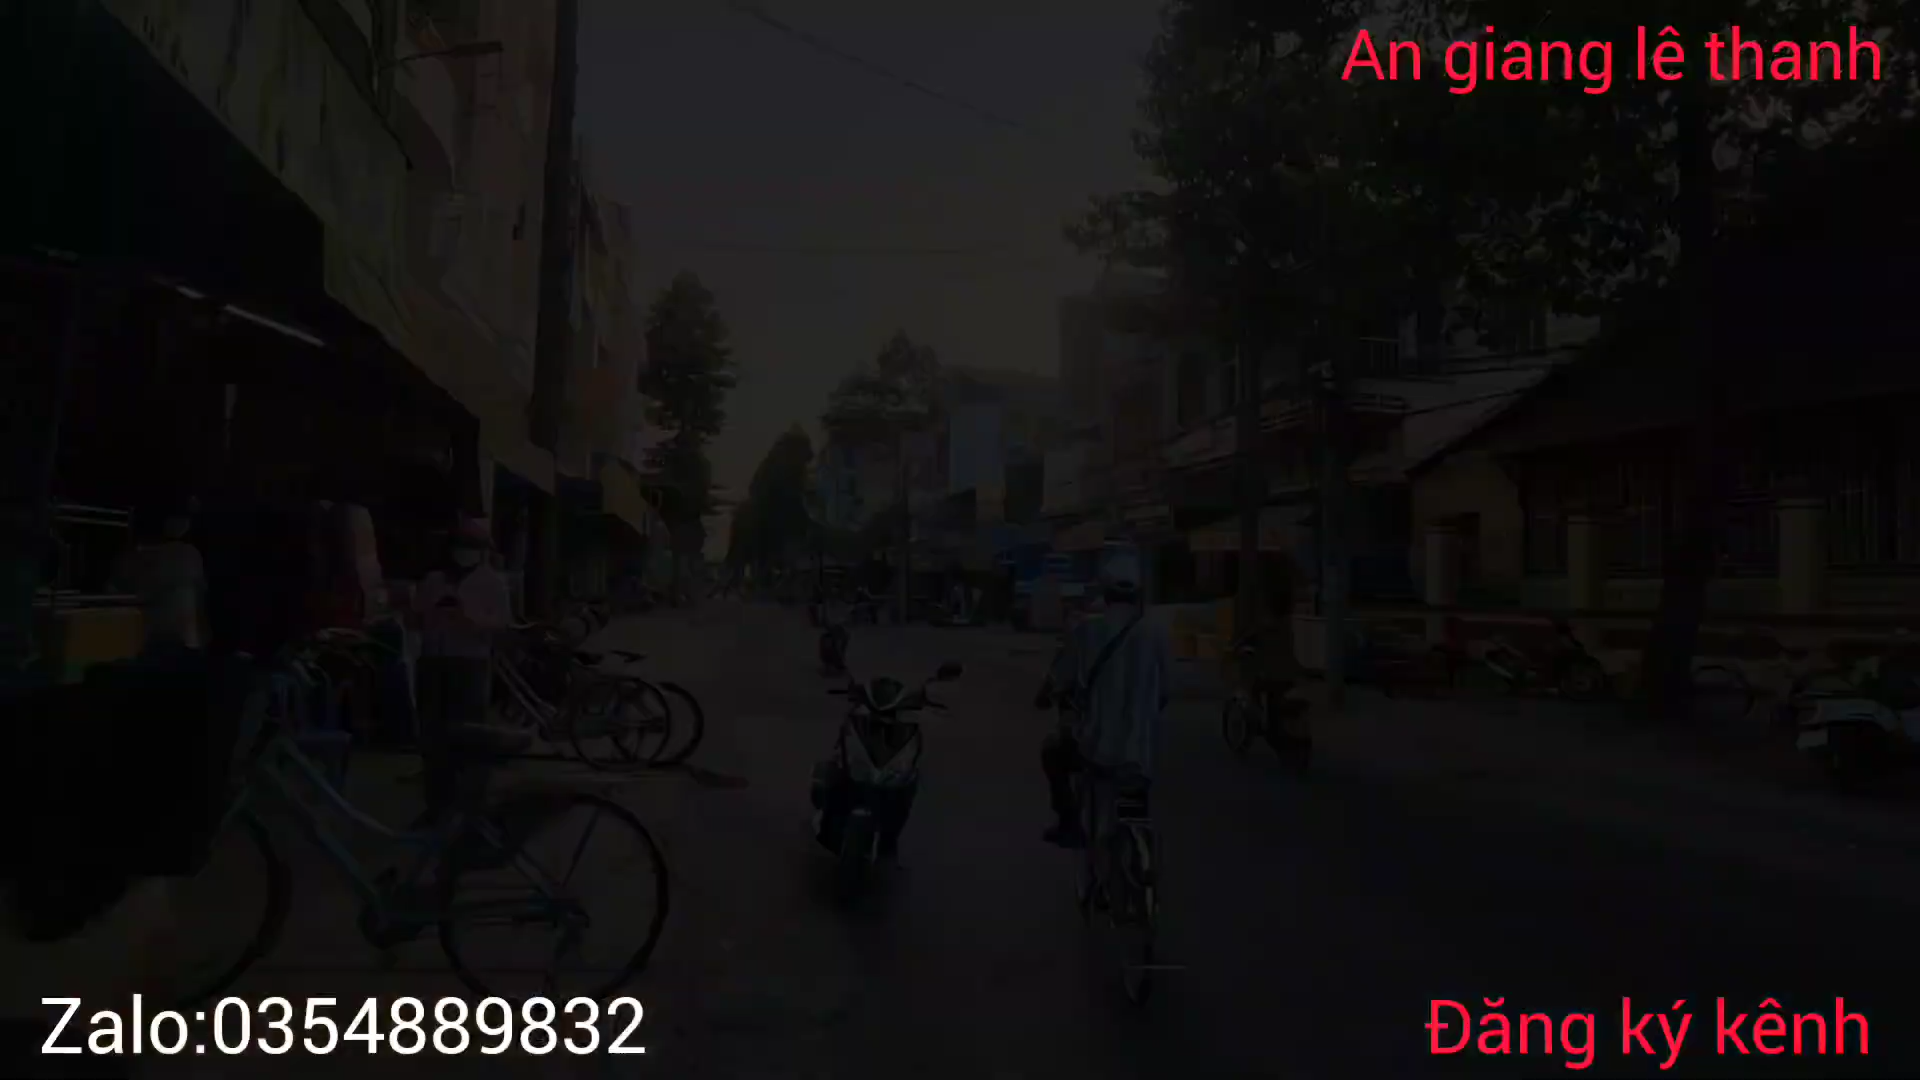 An giang lê thanh
Zalo:0354889832
Đăng ký kênh